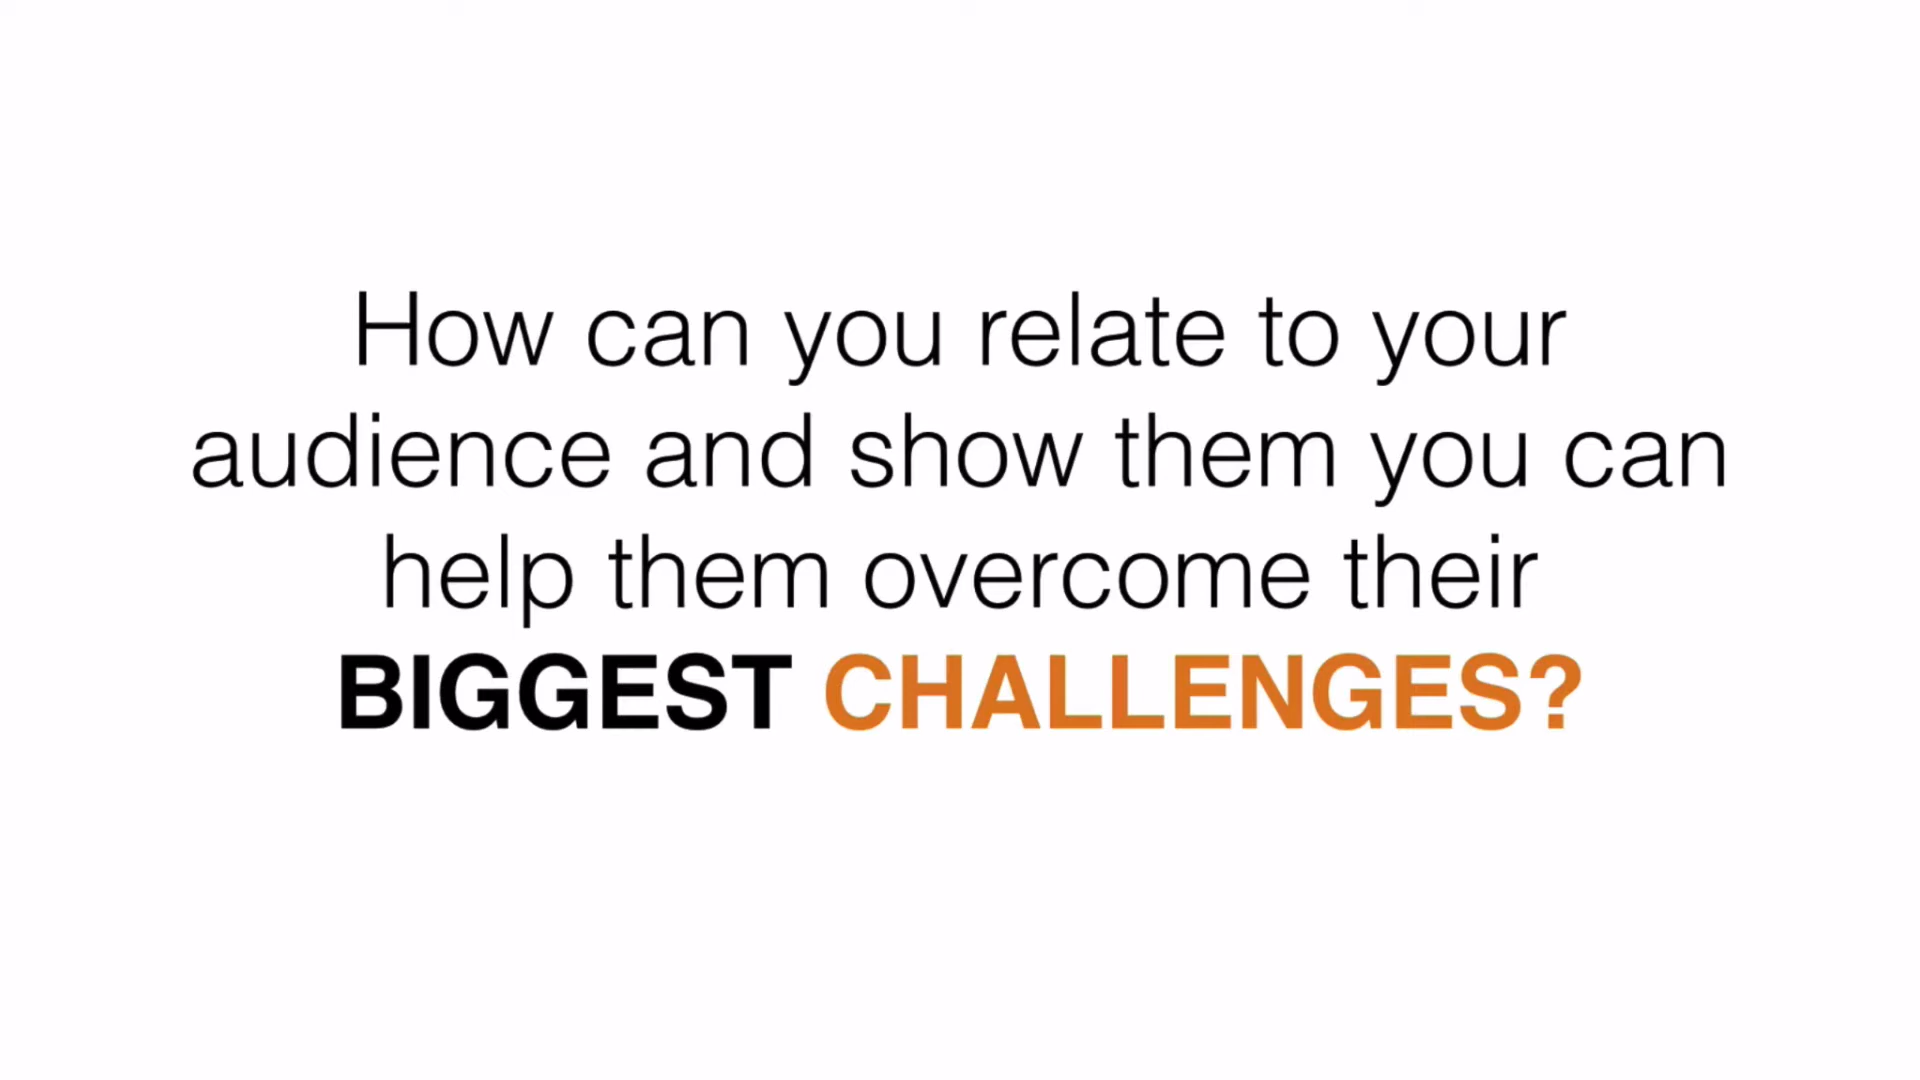 How can you relate to your
audience and show them you can
help them overcome their
BIGGEST CHALLENGES?